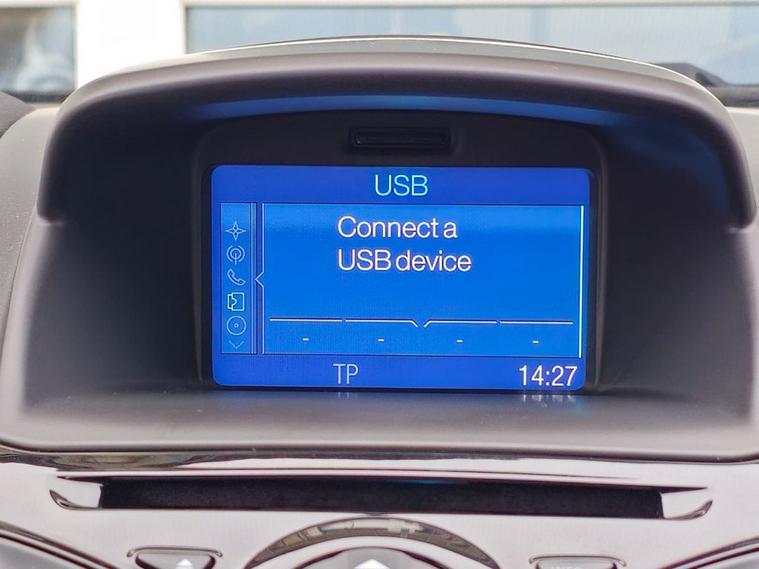 USB
Connect a
USB device
- - - -
TP 14:27